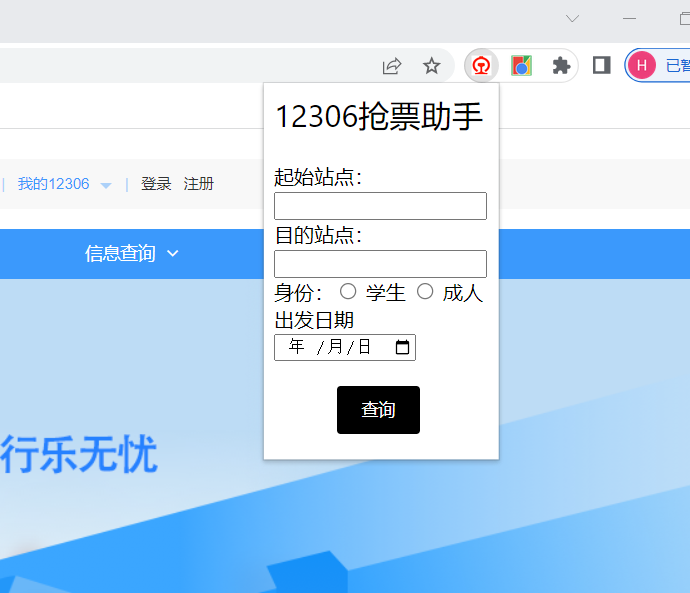 H 已暂
12306抢票助手
| 我的12306 | 登录 注册
起始站点：
信息查询
目的站点：
身份： 学生 成人
出发日期
年 /月/日
查询
行乐无忧